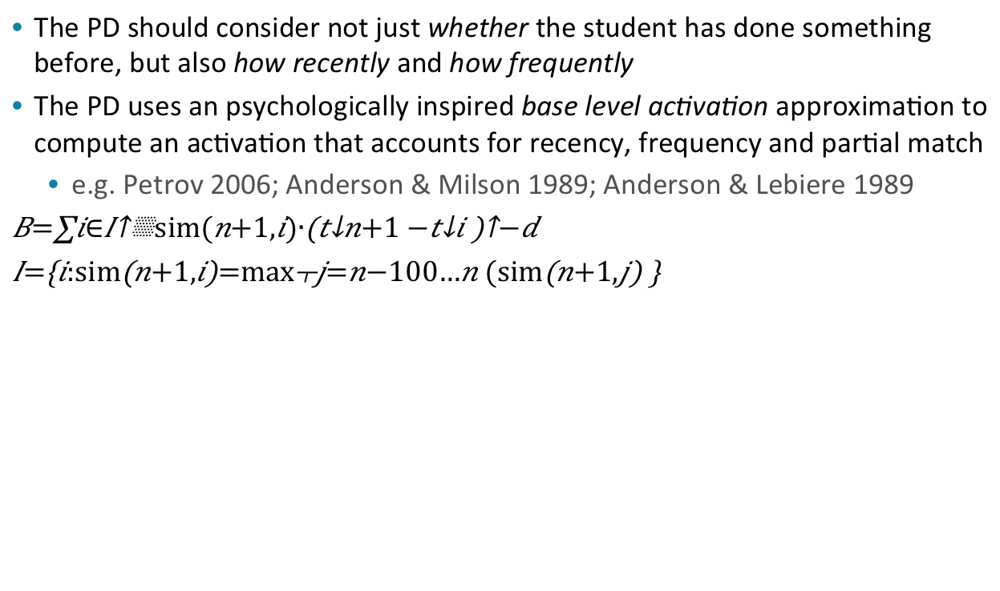 • The PD should consider not just whether the student has done something
before, but also how recently and how frequently
• The PD uses an psychologically inspired base level activation approximation to
compute an activation that accounts for recency, frequency and partial match
• e.g. Petrov 2006; Anderson & Milson 1989; Anderson & Lebiere 1989
𝐵=∑𝑖∈𝐼↑▒sim(𝑛+1,𝑖)·(𝑡↓𝑛+1 −𝑡↓𝑖 )↑−𝑑
𝐼={𝑖:sim(𝑛+1,𝑖)=max┬𝑗=𝑛−100…𝑛 (sim(𝑛+1,𝑗) }